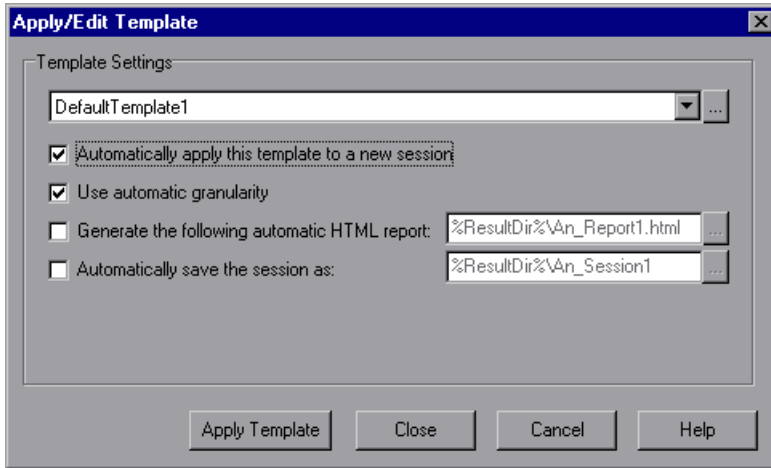 Apply/Edit Template
Template Settings
DefaultTemplate1
...
Automatically apply this template to a new session
Use automatic granularity
Generate the following automatic HTML report: %ResultDir%\An_Report1.html ...
Automatically save the session as: %ResultDir%\An_Session1 ...
Apply Template Close Cancel Help